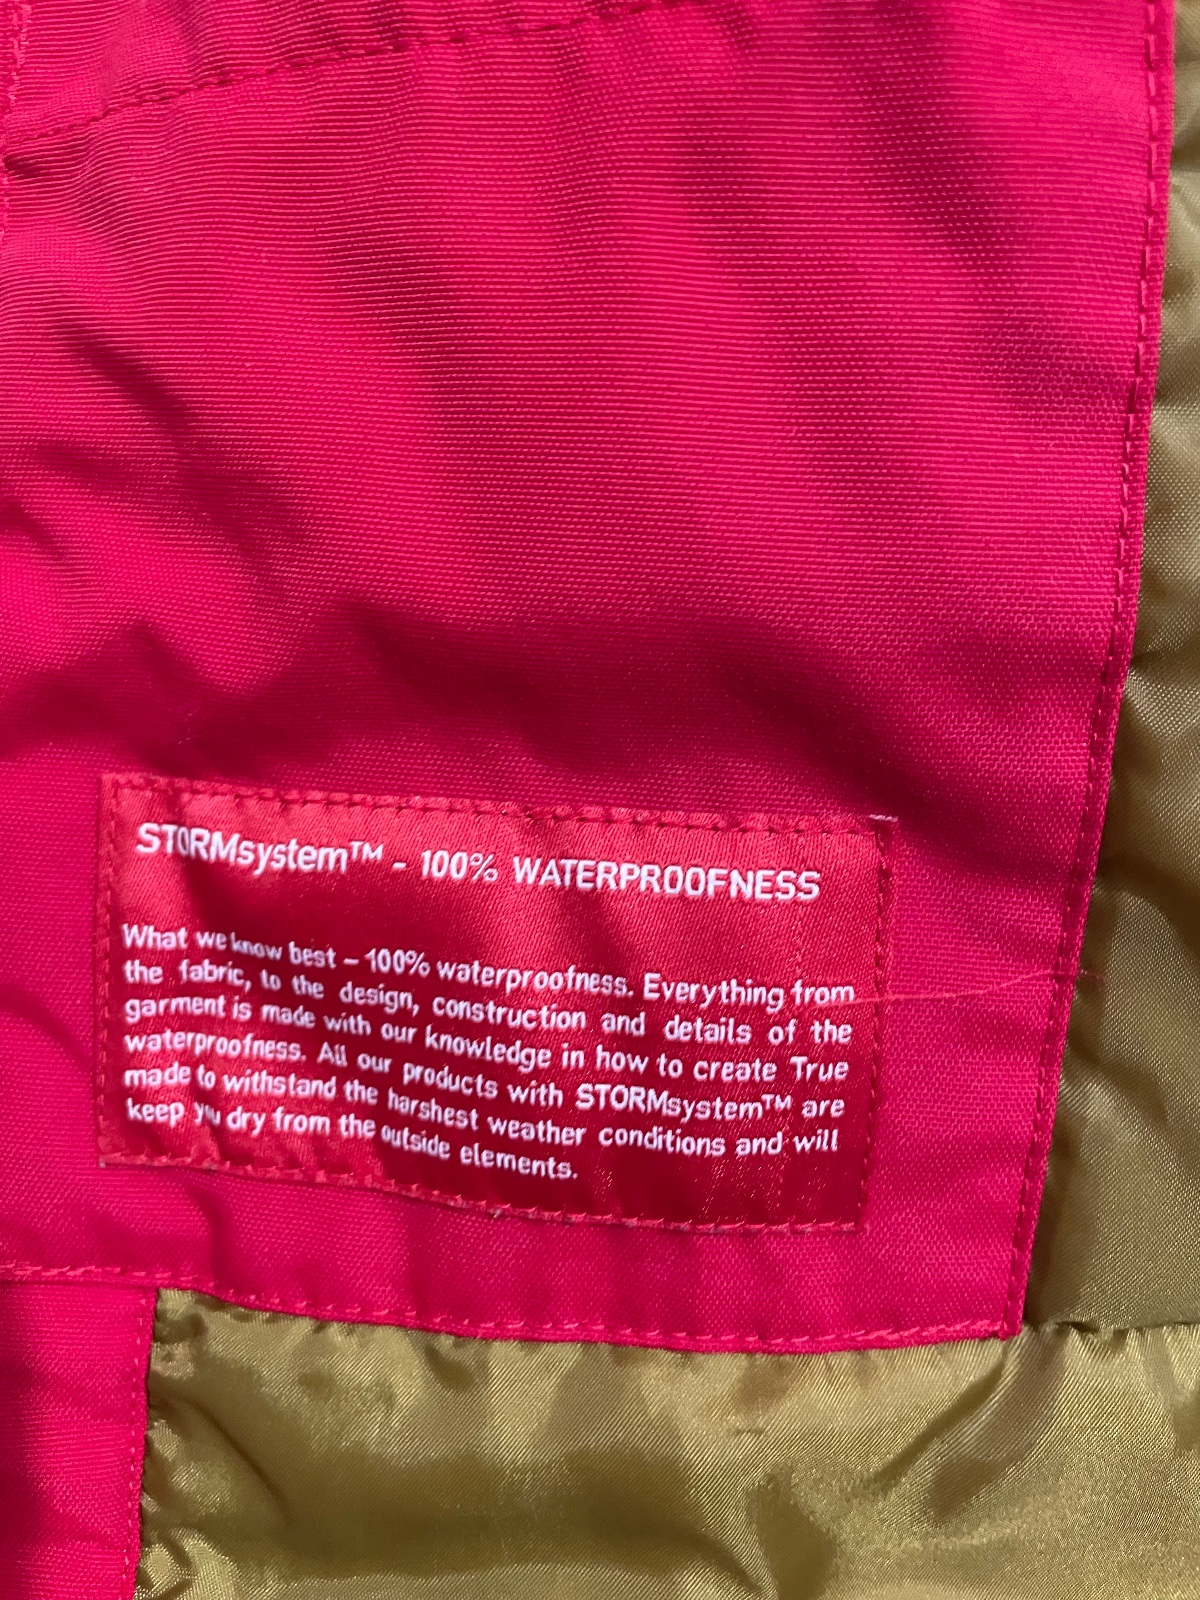 STORMsystem™ - 100% WATERPROOFNESS
What we know best – 100% waterproofness. Everything from
the fabric, to the design, construction and details of the
garment is made with our knowledge in how to create True
waterproofness. All our products with STORMsystem™ are
made to withstand the harshest weather conditions and will
keep you dry from the outside elements.